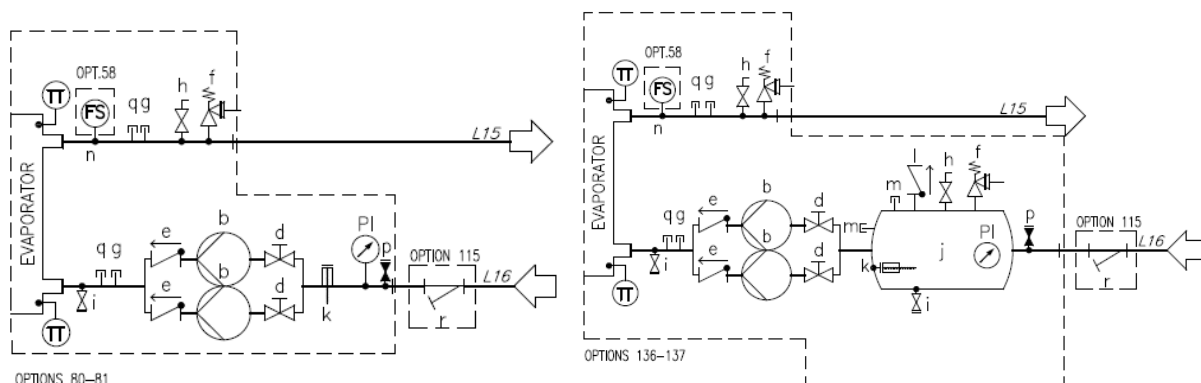 OPT.58
TT
FS
q g
h
f
n
L15
EVAPORATOR
b
e
d
q g
b
PI
p
OPTION 115
L16
e
d
i
k
r
TT
OPTIONS 80-81
OPT.58
TT
FS
q g
h
f
n
L15
EVAPORATOR
l
h
f
m
b
e
d
q g
m
b
PI
p
OPTION 115
L16
e
d
j
i
k
r
i
TT
OPTIONS 136-137